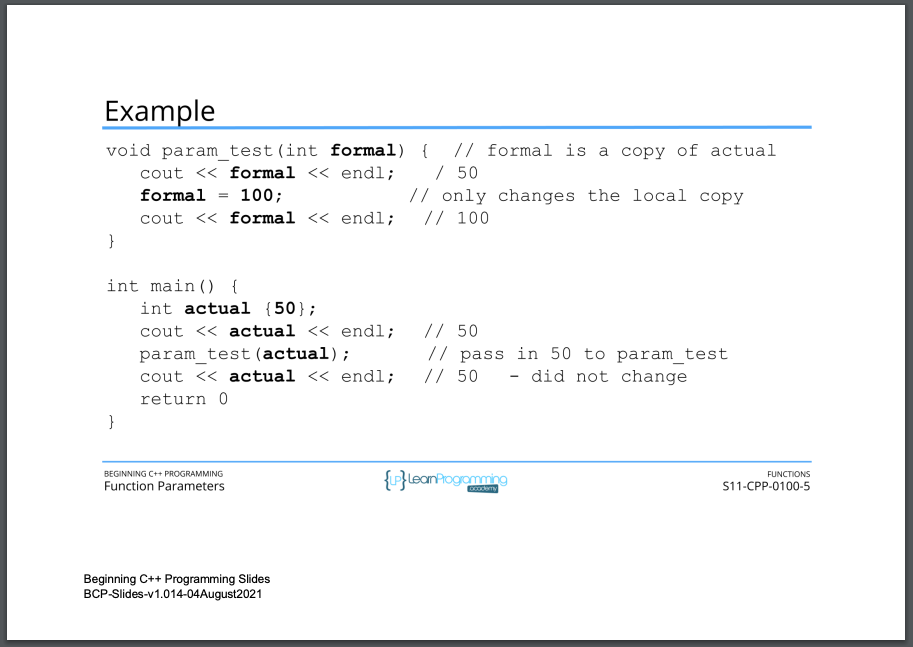 Example
void param_test(int formal) {  // formal is a copy of actual
   cout << formal << endl;    / 50
   formal = 100;            // only changes the local copy
   cout << formal << endl;   // 100
}
int main() {
   int actual {50};
   cout << actual << endl;   // 50
   param_test(actual);       // pass in 50 to param_test
   cout << actual << endl;   // 50   - did not change
   return 0
}
BEGINNING C++ PROGRAMMING
Function Parameters
{LP} LearnProgramming
academy
FUNCTIONS
S11-CPP-0100-5
Beginning C++ Programming Slides
BCP-Slides-v1.014-04August2021